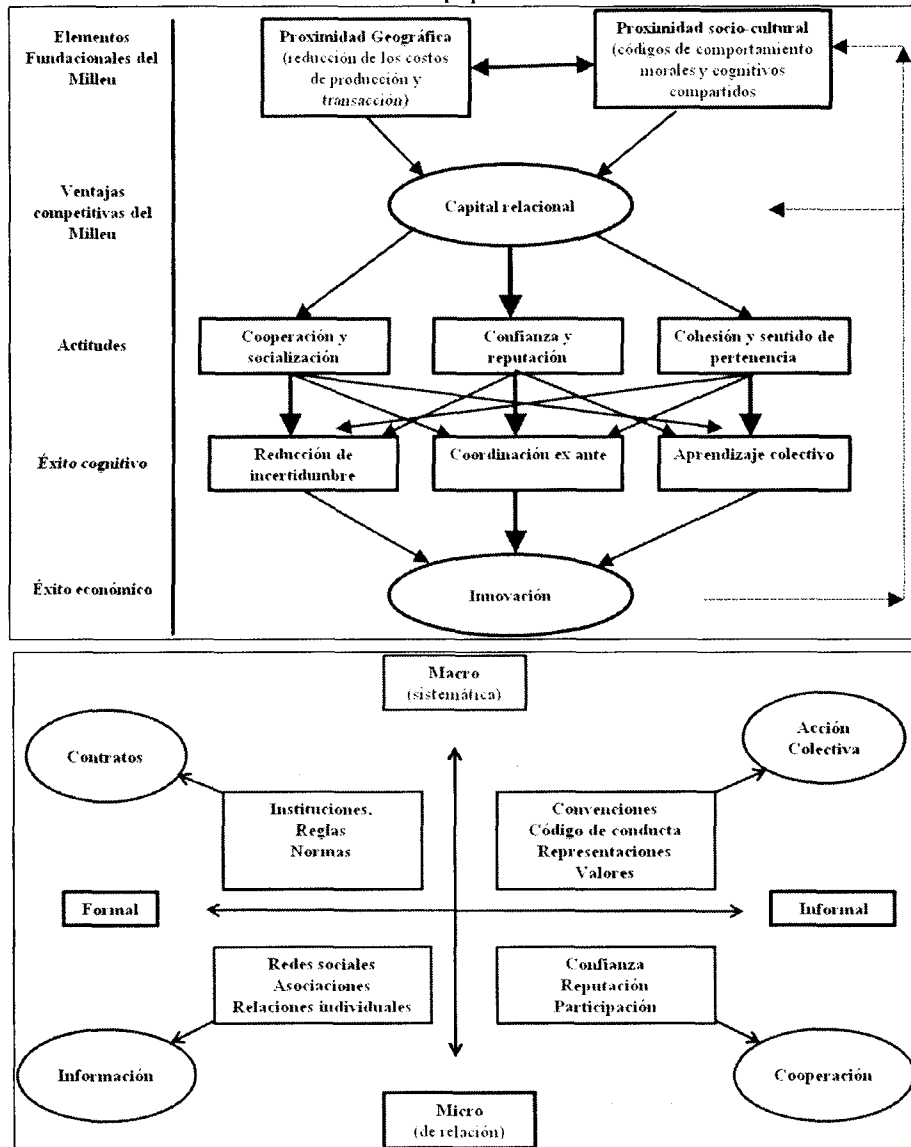 Elementos
Fundacionales del
Milleu
Proximidad Geográfica
(reducción de los costos
de producción y
transacción)
Proximidad socio-cultural
(códigos de comportamiento
morales y cognitivos
compartidos
Ventajas
competitivas del
Milleu
Capital relacional
Actitudes
Cooperación y
socialización
Confianza y
reputación
Cohesión y sentido de
pertenencia
Éxito cognitivo
Reducción de
incertidumbre
Coordinación ex ante
Aprendizaje colectivo
Éxito económico
Innovación
Macro
(sistemática)
Contratos
Acción
Colectiva
Instituciones.
Reglas
Normas
Convenciones
Código de conducta
Representaciones
Valores
Formal
Informal
Redes sociales
Asociaciones
Relaciones individuales
Confianza
Reputación
Participación
Información
Cooperación
Micro
(de relación)